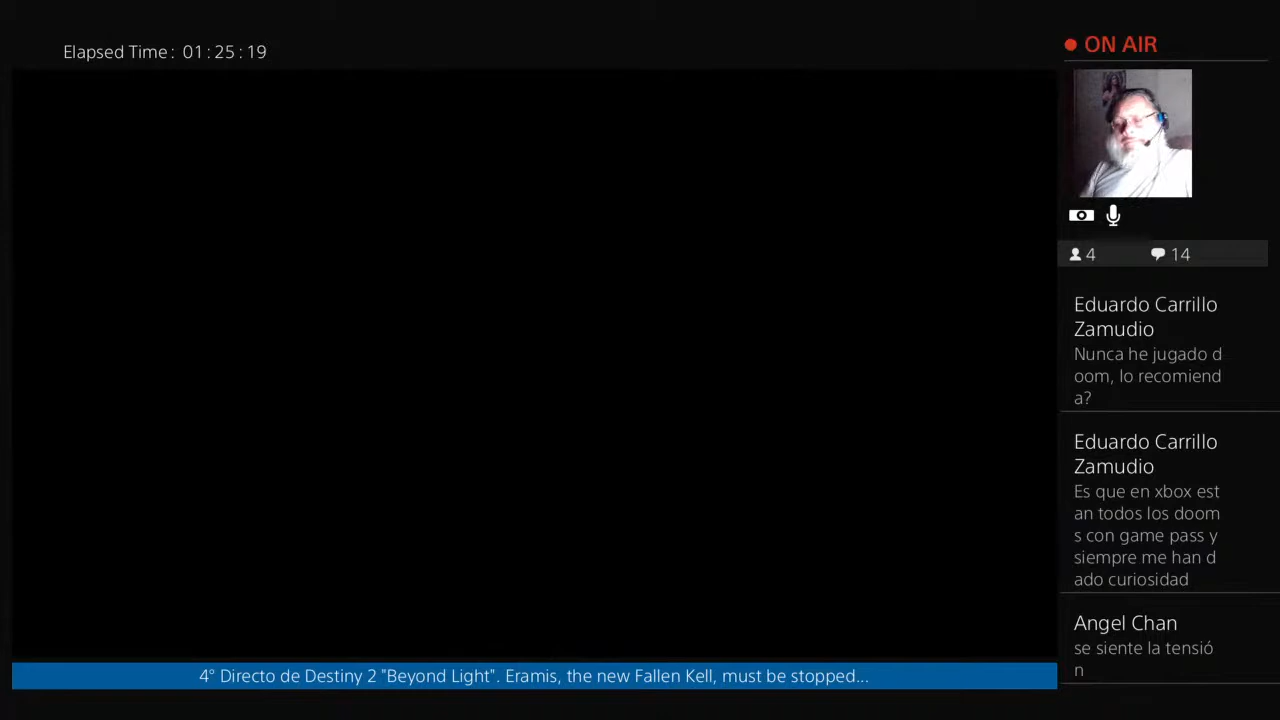 Elapsed Time: 01:25:19
ON AIR
4
14
Eduardo Carrillo
Zamudio
Nunca he jugado d
oom, lo recomiend
a?
Eduardo Carrillo
Zamudio
Es que en xbox est
an todos los doom
s con game pass y
siempre me han d
ado curiosidad
Angel Chan
se siente la tensió
n
4° Directo de Destiny 2 "Beyond Light". Eramis, the new Fallen Kell, must be stopped...